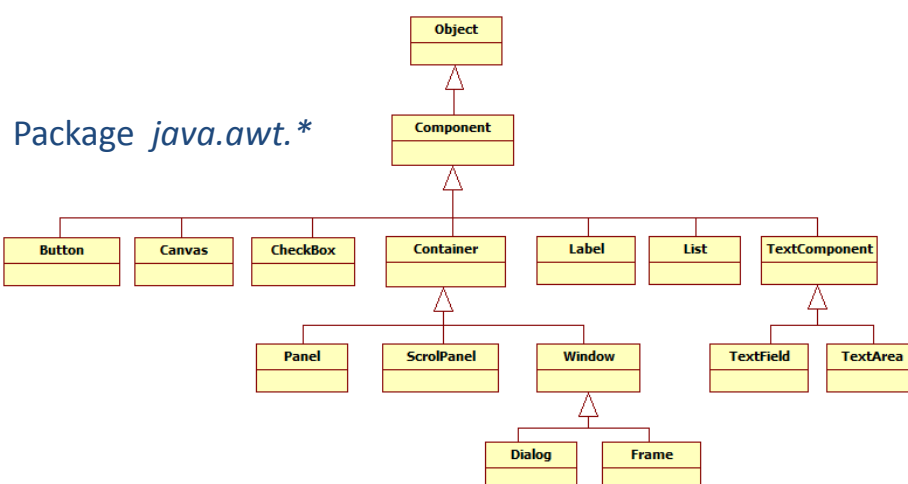 Object
Package java.awt.*
Component
Button Canvas CheckBox Container Label List TextComponent
Panel ScrolPanel Window TextField TextArea
Dialog Frame